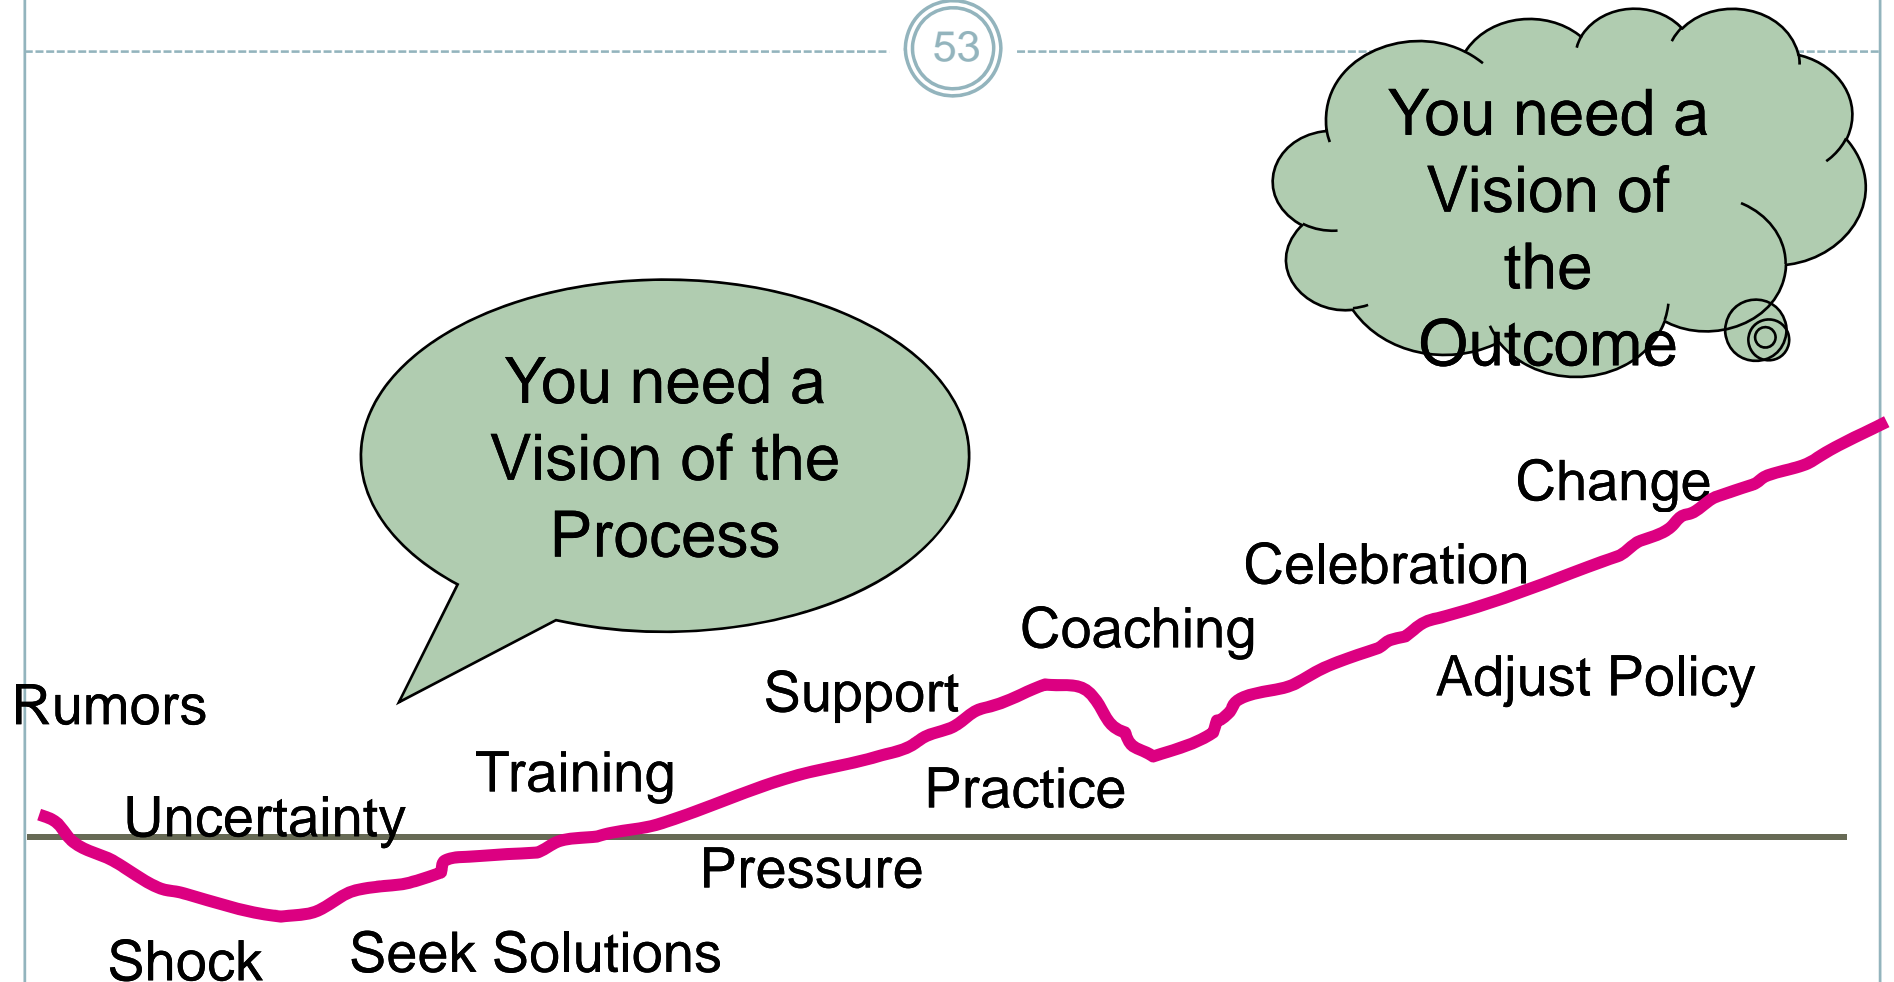 53
You need a
Vision of
the
Outcome
You need a
Vision of the
Process
Change
Celebration
Coaching
Adjust Policy
Support
Rumors
Training
Practice
Uncertainty
Pressure
Seek Solutions
Shock